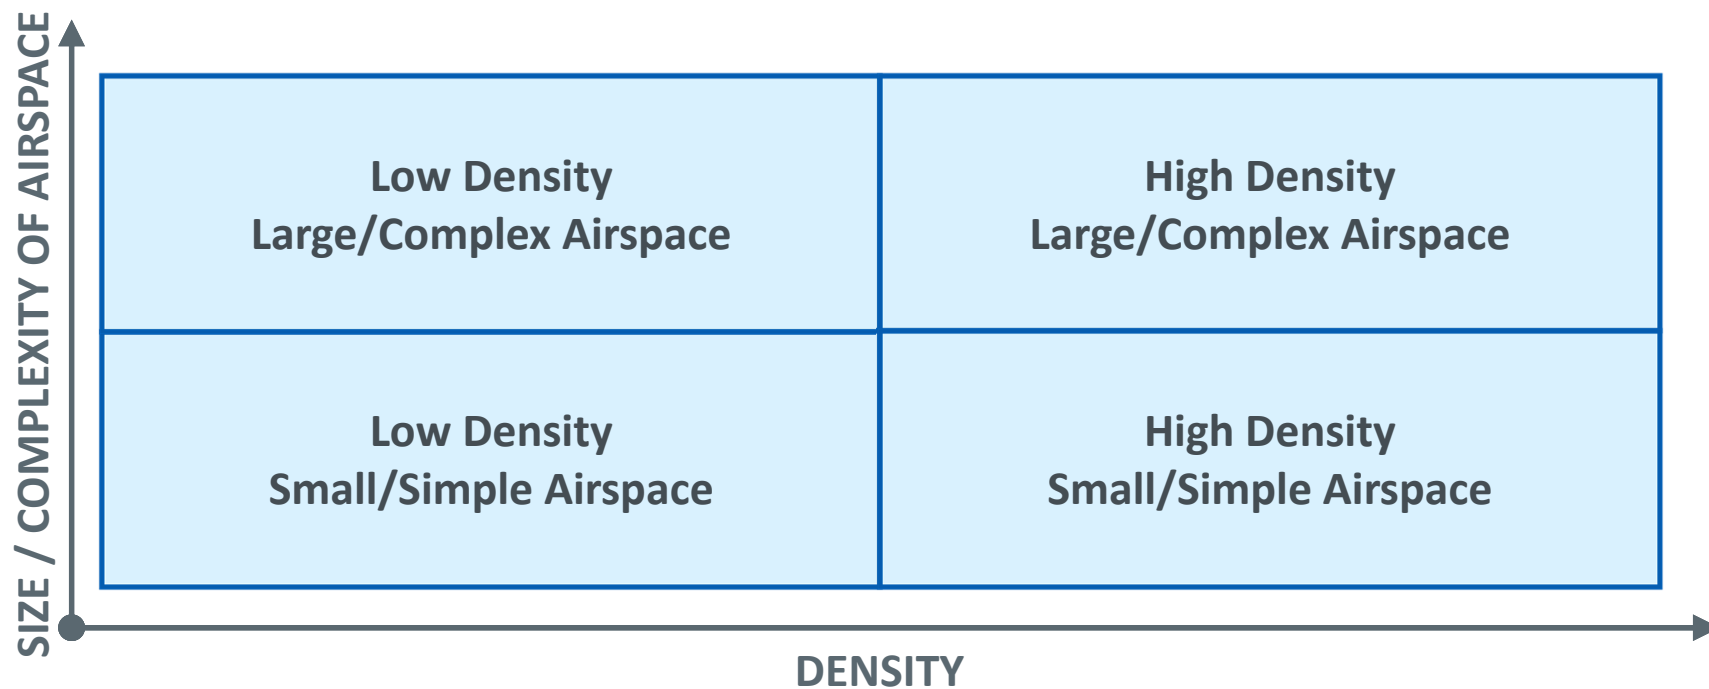 SIZE / COMPLEXITY OF AIRSPACE
Low Density
Large/Complex Airspace
High Density
Large/Complex Airspace
Low Density
Small/Simple Airspace
High Density
Small/Simple Airspace
DENSITY